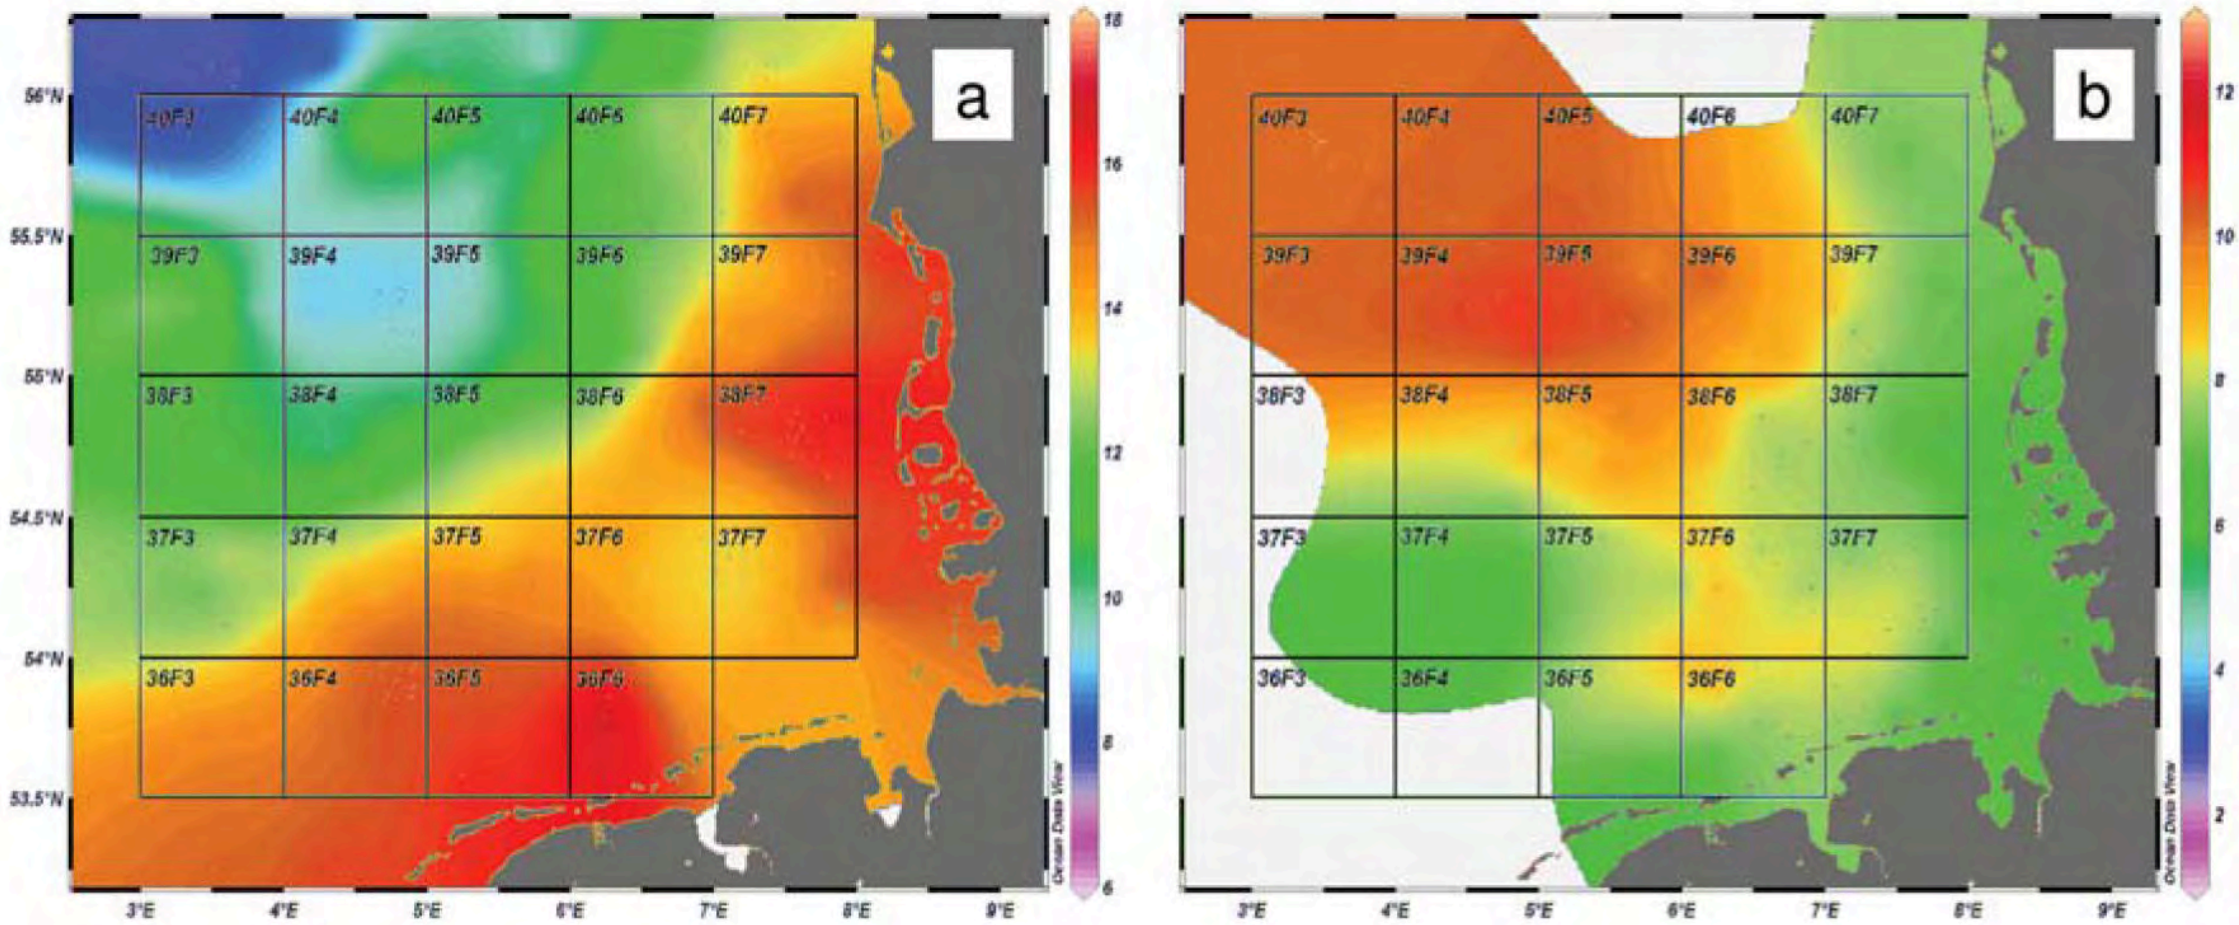 a
18
16
14
12
10
8
6
56°N
55.5°N
55°N
54.5°N
54°N
53.5°N
40F3 40F4 40F5 40F6 40F7
39F3 39F4 39F5 39F6 39F7
38F3 38F4 38F5 38F6 38F7
37F3 37F4 37F5 37F6 37F7
36F3 36F4 36F5 36F6
3°E 4°E 5°E 6°E 7°E 8°E 9°E
Ocean Data View
b
12
10
8
6
4
2
40F3 40F4 40F5 40F6 40F7
39F3 39F4 39F5 39F6 39F7
38F3 38F4 38F5 38F6 38F7
37F3 37F4 37F5 37F6 37F7
36F3 36F4 36F5 36F6
3°E 4°E 5°E 6°E 7°E 8°E 9°E
Ocean Data View